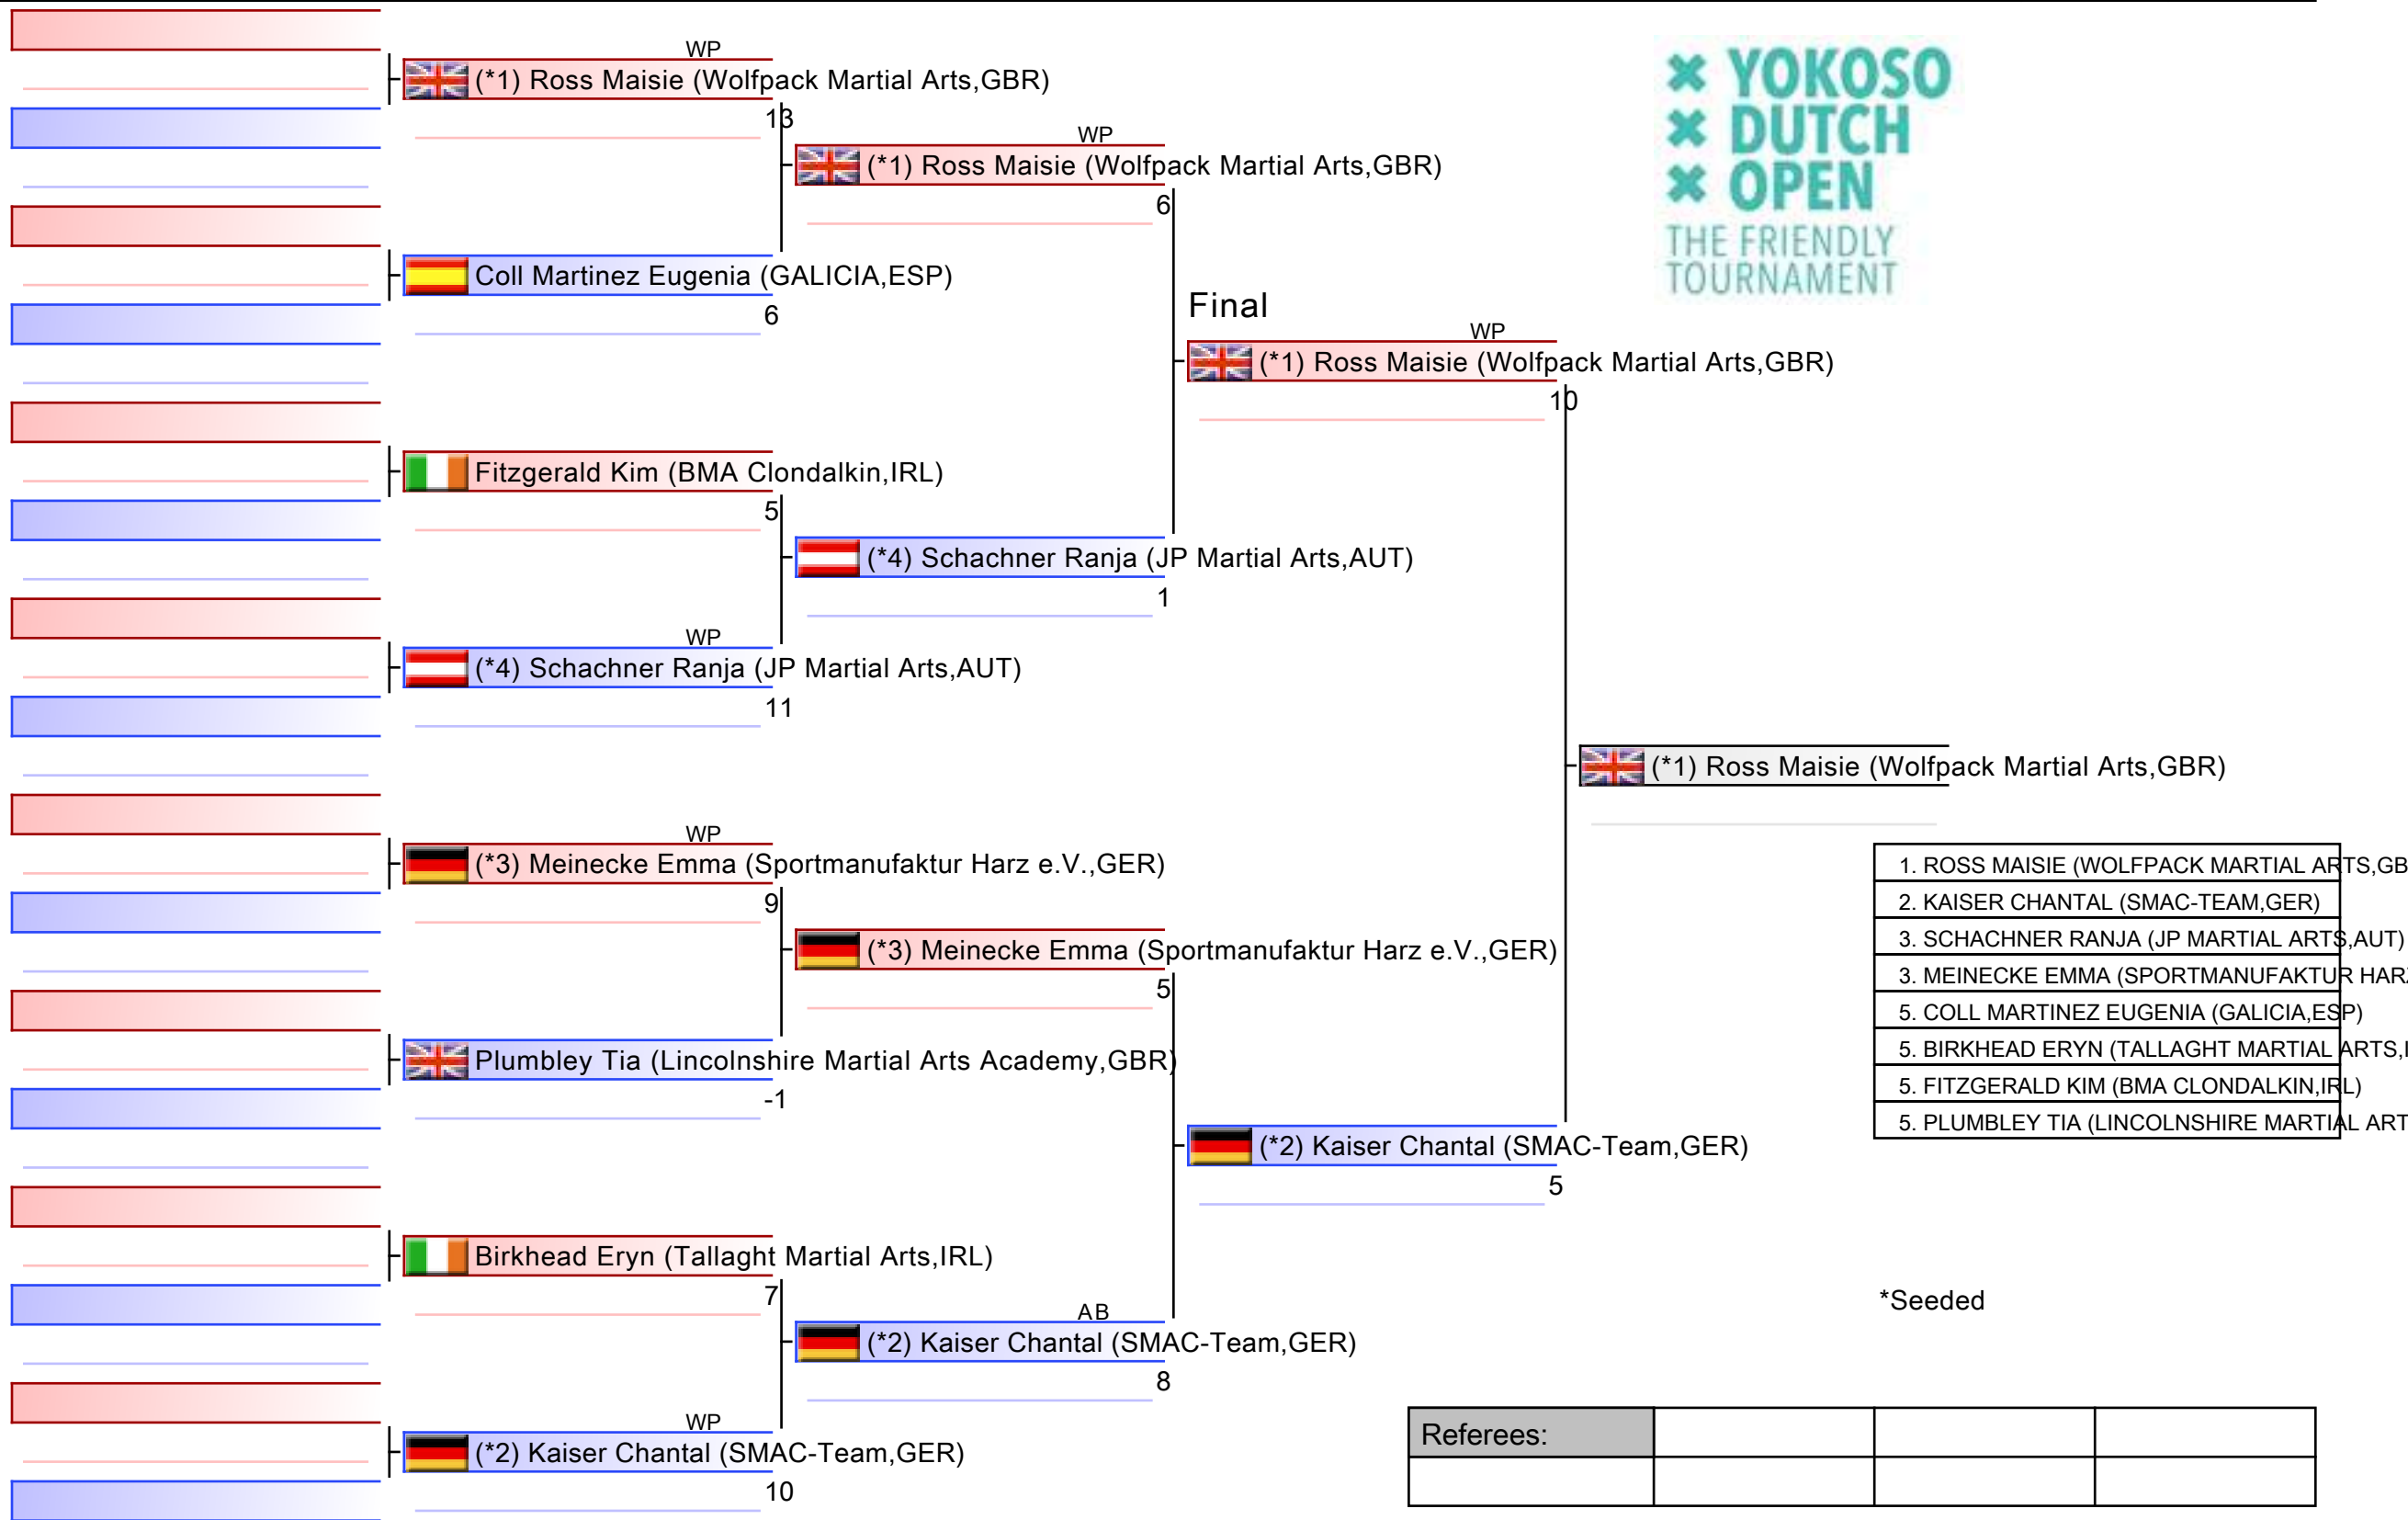 WP
(*1) Ross Maisie (Wolfpack Martial Arts,GBR)
13
Coll Martinez Eugenia (GALICIA,ESP)
6
Fitzgerald Kim (BMA Clondalkin,IRL)
5
WP
(*4) Schachner Ranja (JP Martial Arts,AUT)
11
WP
(*3) Meinecke Emma (Sportmanufaktur Harz e.V.,GER)
9
Plumbley Tia (Lincolnshire Martial Arts Academy,GBR)
-1
Birkhead Eryn (Tallaght Martial Arts,IRL)
7
WP
(*2) Kaiser Chantal (SMAC-Team,GER)
10
WP
(*1) Ross Maisie (Wolfpack Martial Arts,GBR)
6
(*4) Schachner Ranja (JP Martial Arts,AUT)
1
(*3) Meinecke Emma (Sportmanufaktur Harz e.V.,GER)
5
AB
(*2) Kaiser Chantal (SMAC-Team,GER)
8
Final
WP
(*1) Ross Maisie (Wolfpack Martial Arts,GBR)
10
(*2) Kaiser Chantal (SMAC-Team,GER)
5
(*1) Ross Maisie (Wolfpack Martial Arts,GBR)
YOKOSO
DUTCH
OPEN
THE FRIENDLY
TOURNAMENT
1. ROSS MAISIE (WOLFPACK MARTIAL ARTS,GB
2. KAISER CHANTAL (SMAC-TEAM,GER)
3. SCHACHNER RANJA (JP MARTIAL ARTS,AUT)
3. MEINECKE EMMA (SPORTMANUFAKTUR HARZ
5. COLL MARTINEZ EUGENIA (GALICIA,ESP)
5. BIRKHEAD ERYN (TALLAGHT MARTIAL ARTS,I
5. FITZGERALD KIM (BMA CLONDALKIN,IRL)
5. PLUMBLEY TIA (LINCOLNSHIRE MARTIAL ART
*Seeded
Referees: